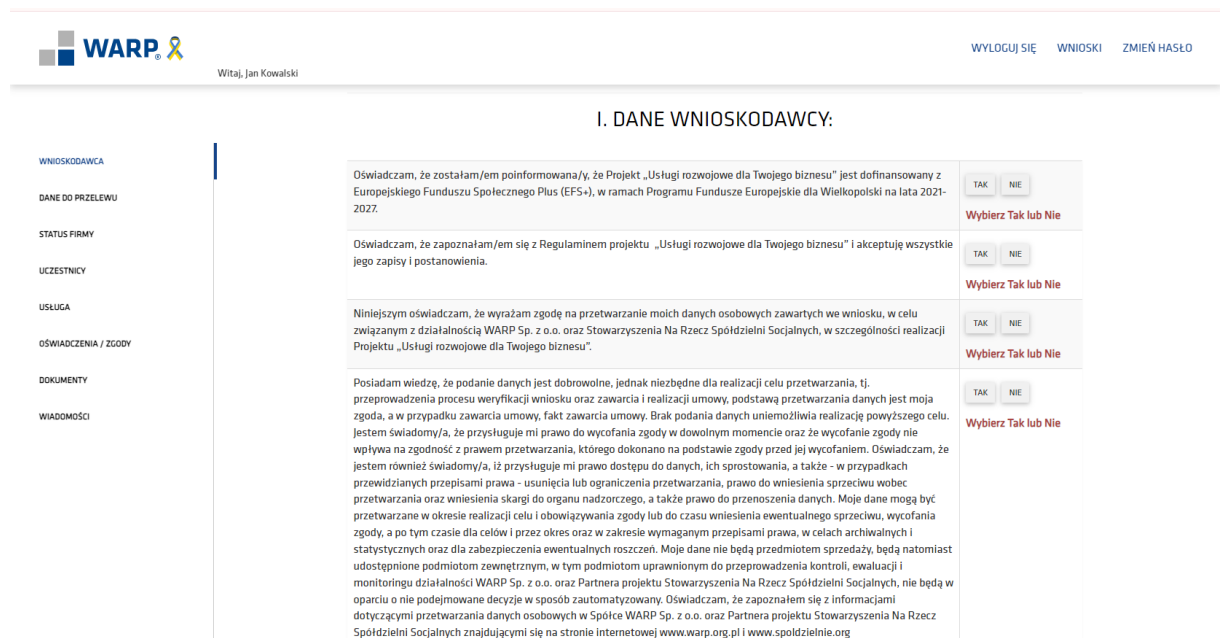 WARP®
Witaj, Jan Kowalski
WYLOGUJ SIĘ WNIOSKI ZMIEŃ HASŁO
WNIOSKODAWCA
DANE DO PRZELEWU
STATUS FIRMY
UCZESTNICY
USŁUGA
OŚWIADCZENIA / ZGODY
DOKUMENTY
WIADOMOŚCI
I. DANE WNIOSKODAWCY:
Oświadczam, że zostałam/em poinformowana/y, że Projekt „Usługi rozwojowe dla Twojego biznesu” jest dofinansowany z
Europejskiego Funduszu Społecznego Plus (EFS+), w ramach Programu Fundusze Europejskie dla Wielkopolski na lata 2021-
2027.
TAK NIE
Wybierz Tak lub Nie
Oświadczam, że zapoznałam/em się z Regulaminem projektu „Usługi rozwojowe dla Twojego biznesu” i akceptuję wszystkie
jego zapisy i postanowienia.
TAK NIE
Wybierz Tak lub Nie
Niniejszym oświadczam, że wyrażam zgodę na przetwarzanie moich danych osobowych zawartych we wniosku, w celu
związanym z działalnością WARP Sp. z o.o. oraz Stowarzyszenia Na Rzecz Spółdzielni Socjalnych, w szczególności realizacji
Projektu „Usługi rozwojowe dla Twojego biznesu”.
TAK NIE
Wybierz Tak lub Nie
Posiadam wiedzę, że podanie danych jest dobrowolne, jednak niezbędne dla realizacji celu przetwarzania, tj.
przeprowadzenia procesu weryfikacji wniosku oraz zawarcia i realizacji umowy, podstawą przetwarzania danych jest moja
zgoda, a w przypadku zawarcia umowy, fakt zawarcia umowy. Brak podania danych uniemożliwia realizację powyższego celu.
Jestem świadomy/a, że przysługuje mi prawo do wycofania zgody w dowolnym momencie oraz że wycofanie zgody nie
wpływa na zgodność z prawem przetwarzania, którego dokonano na podstawie zgody przed jej wycofaniem. Oświadczam, że
jestem również świadomy/a, iż przysługuje mi prawo dostępu do danych, ich sprostowania, a także - w przypadkach
przewidzianych przepisami prawa - usunięcia lub ograniczenia przetwarzania, prawo do wniesienia sprzeciwu wobec
przetwarzania oraz wniesienia skargi do organu nadzorczego, a także prawo do przenoszenia danych. Moje dane mogą być
przetwarzane w okresie realizacji celu i obowiązywania zgody lub do czasu wniesienia ewentualnego sprzeciwu, wycofania
zgody, a po tym czasie dla celów i przez okres oraz w zakresie wymaganym przepisami prawa, w celach archiwalnych i
statystycznych oraz dla zabezpieczenia ewentualnych roszczeń. Moje dane nie będą przedmiotem sprzedaży, będą natomiast
udostępnione podmiotom zewnętrznym, w tym podmiotom uprawnionym do przeprowadzenia kontroli, ewaluacji i
monitoringu działalności WARP Sp. z o.o. oraz Partnera projektu Stowarzyszenia Na Rzecz Spółdzielni Socjalnych, nie będą w
oparciu o nie podejmowane decyzje w sposób zautomatyzowany. Oświadczam, że zapoznałem się z informacjami
dotyczącymi przetwarzania danych osobowych w Spółce WARP Sp. z o.o. oraz Partnera projektu Stowarzyszenia Na Rzecz
Spółdzielni Socjalnych znajdującymi się na stronie internetowej www.warp.org.pl i www.spoldzielnie.org
TAK NIE
Wybierz Tak lub Nie